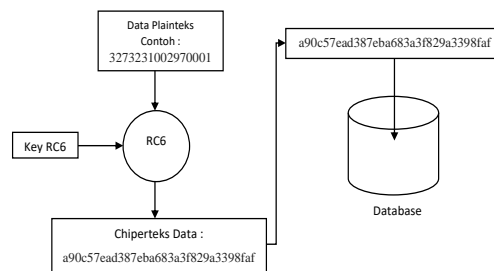 Data Plainteks
Contoh :
3273231002970001
Key RC6
RC6
Chiperteks Data :
a90c57ead387eba683a3f829a3398faf
a90c57ead387eba683a3f829a3398faf
Database